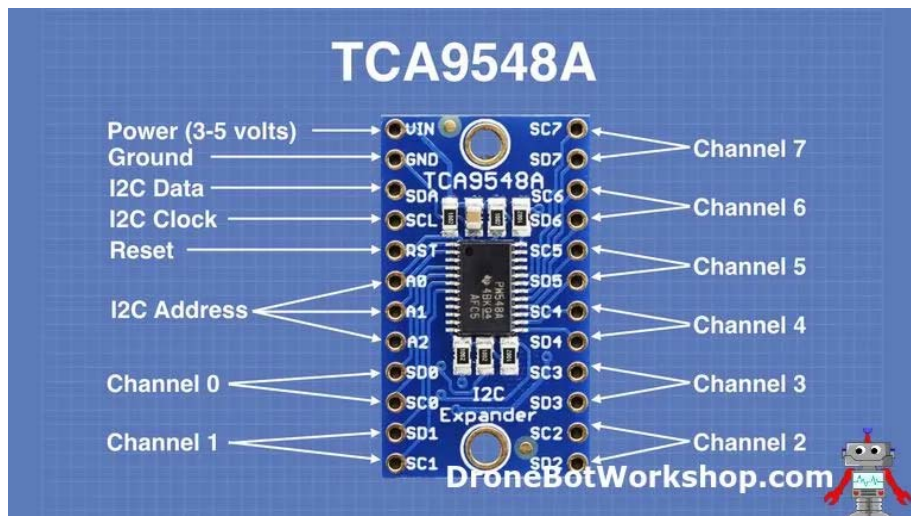 TCA9548A
Power (3-5 volts)
Ground
I2C Data
I2C Clock
Reset
I2C Address
Channel 0
Channel 1
VIN
GND
SDA
SCL
RST
A0
A1
A2
SD0
SC0
SD1
SC1
TCA9548A
PW548A
I2C
Expander
SC7
SD7
SC6
SD6
SC5
SD5
SC4
SD4
SC3
SD3
SC2
SD2
Channel 7
Channel 6
Channel 5
Channel 4
Channel 3
Channel 2
DroneBotWorkshop.com